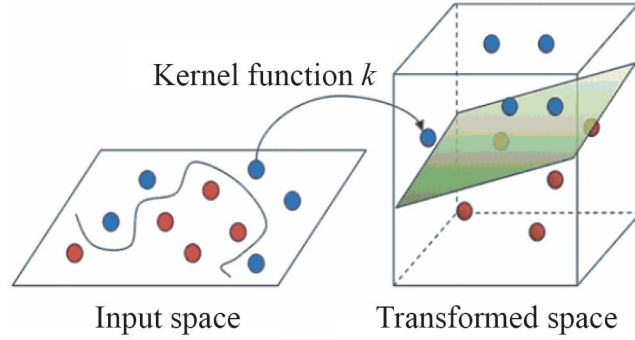 Kernel function k
Input space
Transformed space